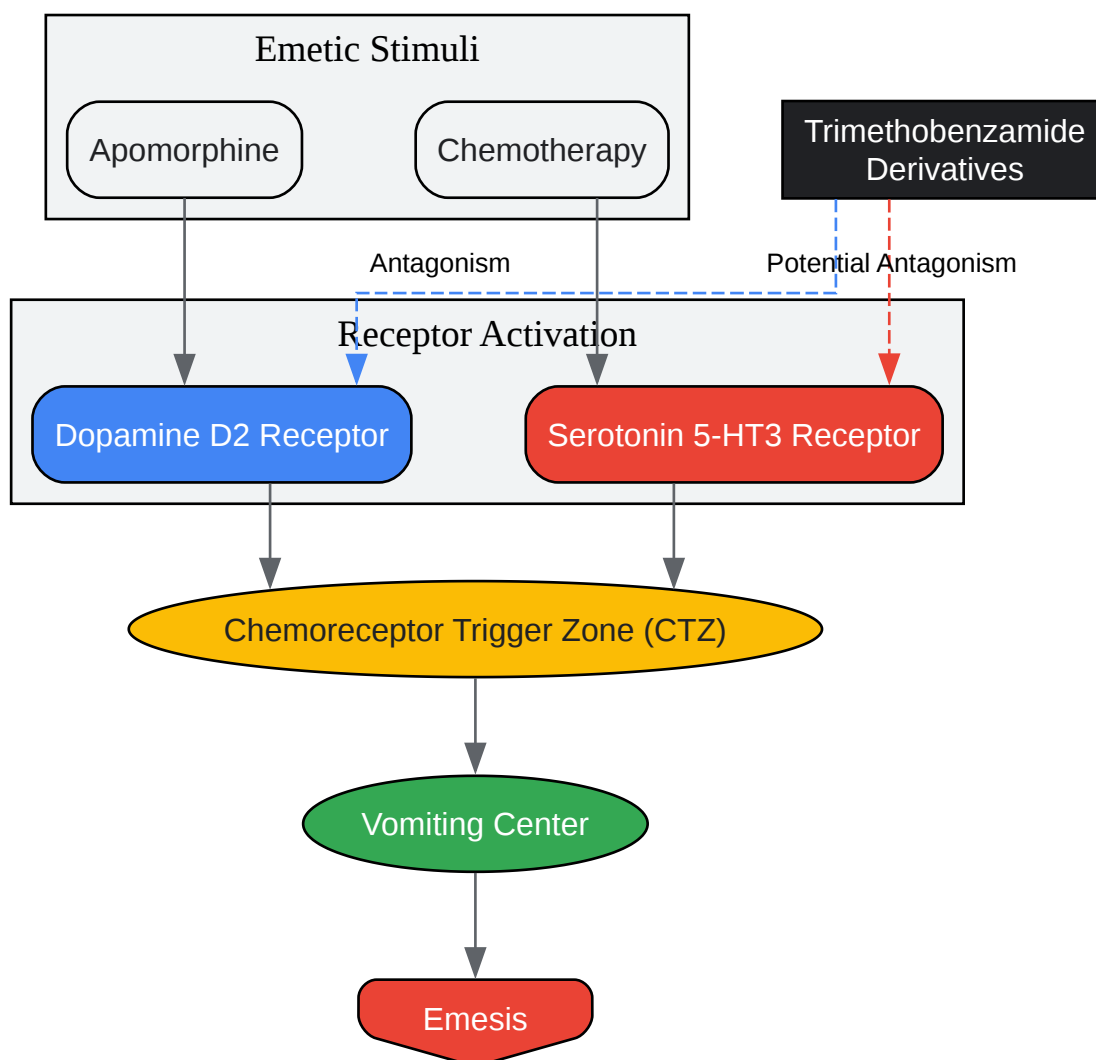 Emetic Stimuli
Apomorphine
Chemotherapy
Trimethobenzamide
Derivatives
Antagonism
Potential Antagonism
Receptor Activation
Dopamine D2 Receptor
Serotonin 5-HT3 Receptor
Chemoreceptor Trigger Zone (CTZ)
Vomiting Center
Emesis